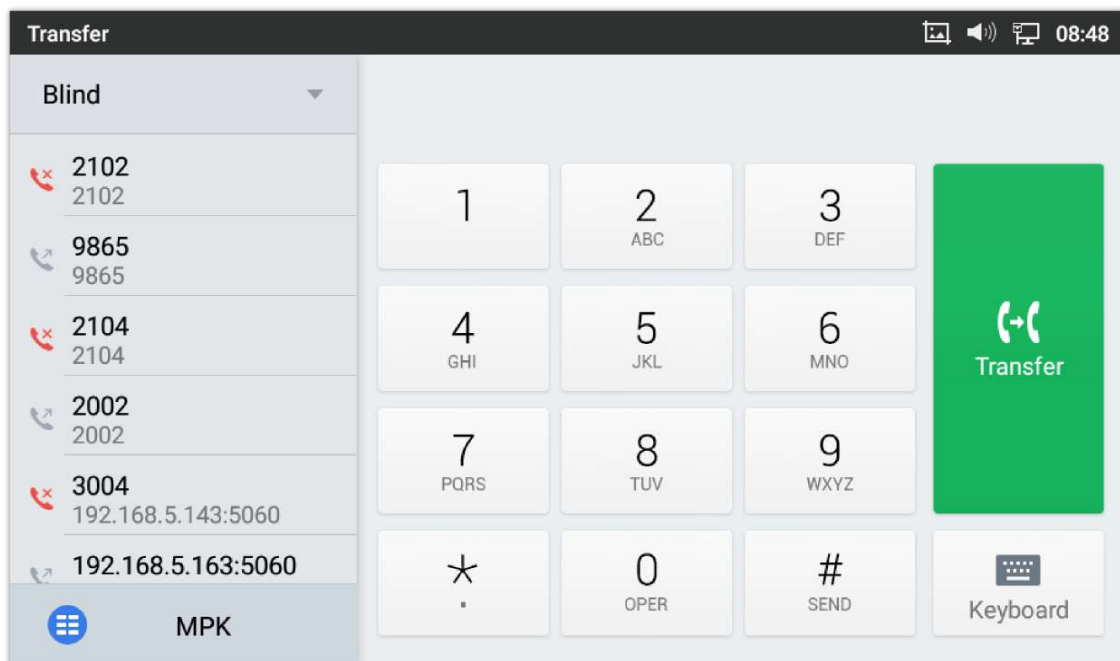 Transfer
08:48
Blind
2102
2102
9865
9865
2104
2104
2002
2002
3004
192.168.5.143:5060
192.168.5.163:5060
MPK
1
2
ABC
3
DEF
4
GHI
5
JKL
6
MNO
7
PQRS
8
TUV
9
WXYZ
*
.
0
OPER
#
SEND
Transfer
Keyboard